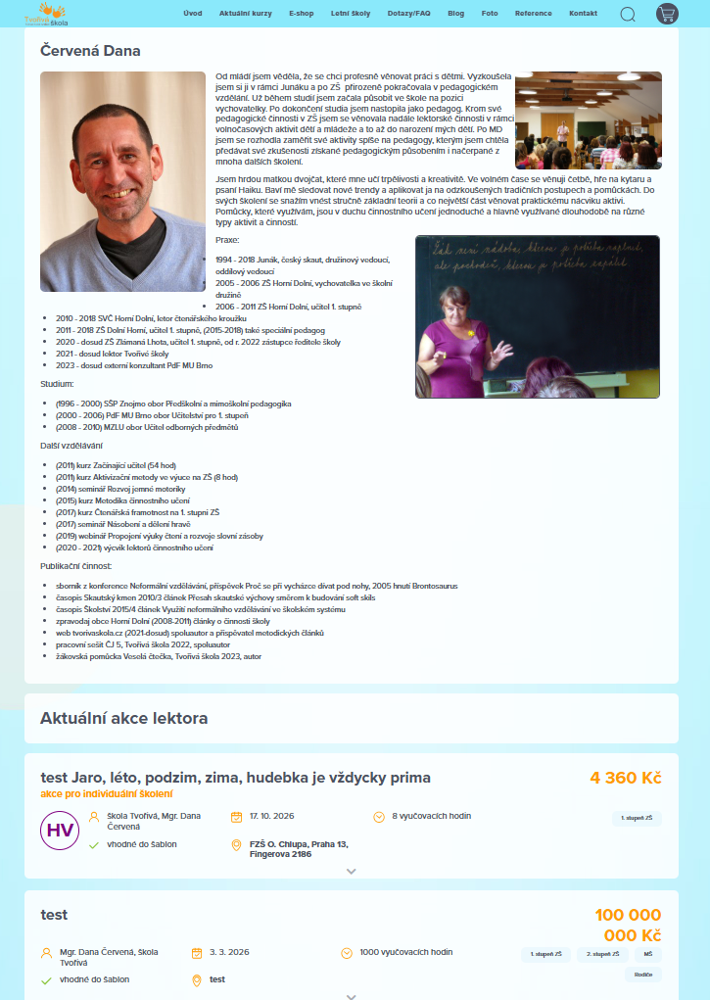 Tvořivá
škola
Úvod
Aktuální kurzy
E-shop
Letní školy
Dotazy/FAQ
Blog
Foto
Reference
Kontakt
Červená Dana
Od mládí jsem věděla, že se chci profesně věnovat práci s dětmi. Vyzkoušela
jsem si ji v rámci Junáku a po ZŠ přirozeně pokračovala v pedagogickém
vzdělání. Už během studií jsem začala působit ve škole na pozici
vychovatelky. Po dokončení studia jsem nastopila jako pedagog. Krom své
pedagogické činnosti v ZŠ jsem se věnovala nadále lektorské činnosti v rámci
volnočasových aktivit dětí a mládeže a to až do narození mých dětí. Po MD
jsem se rozhodla zaměřit své aktivity spíše na pedagogy, kterým jsem chtěla
předávat své zkušenosti získané pedagogickým působením i načerpané z
mnoha dalších školení.
Jsem hrdou matkou dvojčat, které mne učí trpělivosti a kreativitě. Ve volném čase se věnuji četbě, hře na kytaru a
psaní Haiku. Baví mě sledovat nové trendy a aplikovat ja na odzkoušených tradičních postupech a pomůckách. Do
svých školení se snažím vnést stručně základní teorii a co největší část věnovat praktickému nácviku aktivi.
Pomůcky, které využívám, jsou v duchu činnostního učení jednoduché a hlavně využívané dlouhodobě na různé
typy aktivit a činností.
Praxe:
1994 - 2018 Junák, český skaut, družinový vedoucí,
oddílový vedoucí
2005 - 2006 ZŠ Horní Dolní, vychovatelka ve školní
družině
2006 - 2011 ZŠ Horní Dolní, učitel 1. stupně
2010 - 2018 SVČ Horní Dolní, letor čtenářského kroužku
2011 - 2018 ZŠ Dolní Horní, učitel 1. stupně, (2015-2018) také speciální pedagog
2020 - dosud ZŠ Zlámaná Lhota, učitel 1. stupně, od r. 2022 zástupce ředitele školy
2021 - dosud lektor Tvořivé školy
2023 - dosud externí konzultant PdF MU Brno
Žák není nádoba, kterou je potřeba naplnit,
ale pochodeň, kterou je potřeba zapálit.
Studium:
(1996 - 2000) SŠP Znojmo obor Předškolní a mimoškolní pedagogika
(2000 - 2006) PdF MU Brno obor Učitelství pro 1. stupeň
(2008 - 2010) MZLU obor Učitel odborných předmětů
Další vzdělávání
(2011) kurz Začínající učitel (54 hod)
(2011) kurz Aktivizační metody ve výuce na ZŠ (8 hod)
(2014) seminář Rozvoj jemné motoriky
(2015) kurz Metodika činnostního učení
(2017) kurz Čtenářská framotnost na 1. stupni ZŠ
(2017) seminář Násobení a dělení hravě
(2019) webinář Propojení výuky čtení a rozvoje slovní zásoby
(2020 - 2021) výcvik lektorů činnostního učení
Publikační činnost:
sborník z konference Neformální vzdělávání, příspěvek Proč se při vycházce dívat pod nohy, 2005 hnutí Brontosaurus
časopis Skautský kmen 2010/3 článek Přesah skautské výchovy směrem k budování soft skils
časopis Školství 2015/4 článek Využití neformálního vzdělávání ve školském systému
zpravodaj obce Horní Dolní (2008-2011) články o činnosti školy
web tvorivaskola.cz (2021-dosud) spoluautor a přispěvatel metodických článků
pracovní sešit ČJ 5, Tvořivá škola 2022, spoluautor
žákovská pomůcka Veselá čtečka, Tvořivá škola 2023, autor
Aktuální akce lektora
test Jaro, léto, podzim, zima, hudebka je vždycky prima
4 360 Kč
akce pro individuální školení
HV
škola Tvořivá, Mgr. Dana
Červená
17. 10. 2026
8 vyučovacích hodin
1. stupeň ZŠ
vhodné do šablon
FZŠ O. Chlupa, Praha 13,
Fingerova 2186
test
100 000
000 Kč
Mgr. Dana Červená, škola
Tvořivá
3. 3. 2026
1000 vyučovacích hodin
1. stupeň ZŠ
2. stupeň ZŠ
MŠ
Rodiče
vhodné do šablon
test